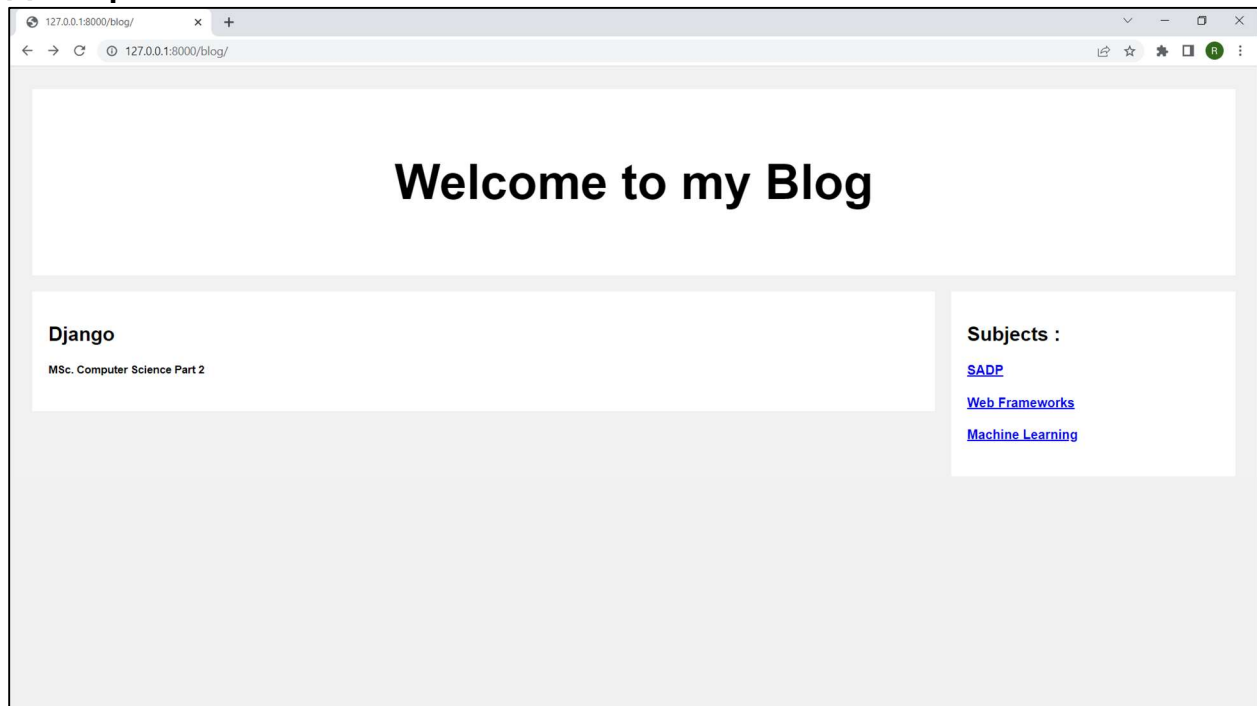 127.0.0.1:8000/blog/
127.0.0.1:8000/blog/
R
Welcome to my Blog
Django
MSc. Computer Science Part 2
Subjects :
SADP
Web Frameworks
Machine Learning